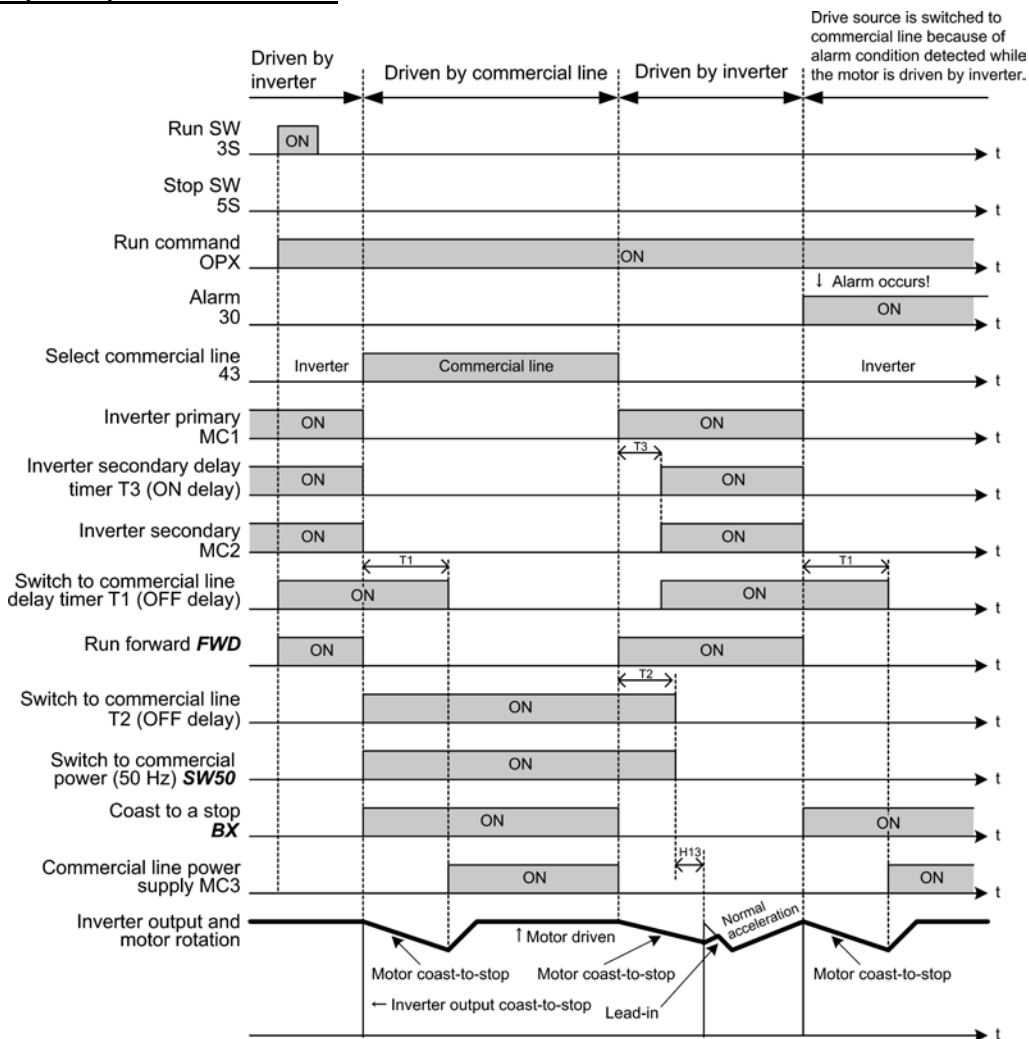 Drive source is switched to
commercial line because of
alarm condition detected while
the motor is driven by inverter.
Driven by
inverter
Driven by commercial line
Driven by inverter
Run SW
3S
ON
t
Stop SW
5S
t
Run command
OPX
ON
t
↓ Alarm occurs!
Alarm
30
ON
t
Select commercial line
43
Inverter
Commercial line
Inverter
t
Inverter primary
MC1
ON
ON
t
T3
Inverter secondary delay
timer T3 (ON delay)
ON
ON
t
Inverter secondary
MC2
ON
ON
t
T1
T1
Switch to commercial line
delay timer T1 (OFF delay)
ON
ON
t
Run forward FWD
ON
ON
t
T2
Switch to commercial line
T2 (OFF delay)
ON
t
Switch to commercial
power (50 Hz) SW50
ON
t
Coast to a stop
BX
ON
ON
t
H13
Commercial line power
supply MC3
ON
ON
t
Inverter output and
motor rotation
↑ Motor driven
Normal
acceleration
t
Motor coast-to-stop
Motor coast-to-stop
Motor coast-to-stop
← Inverter output coast-to-stop
Lead-in
t